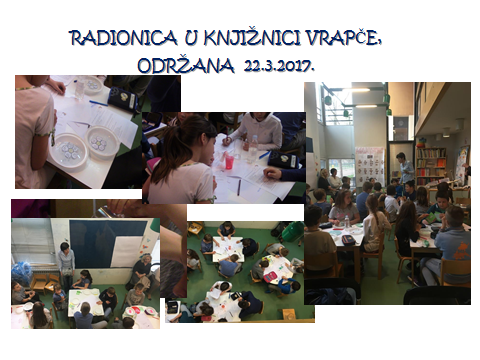 RADIONICA U KNJIŽNICI VRAPČE,
ODRŽANA 22.3.2017.